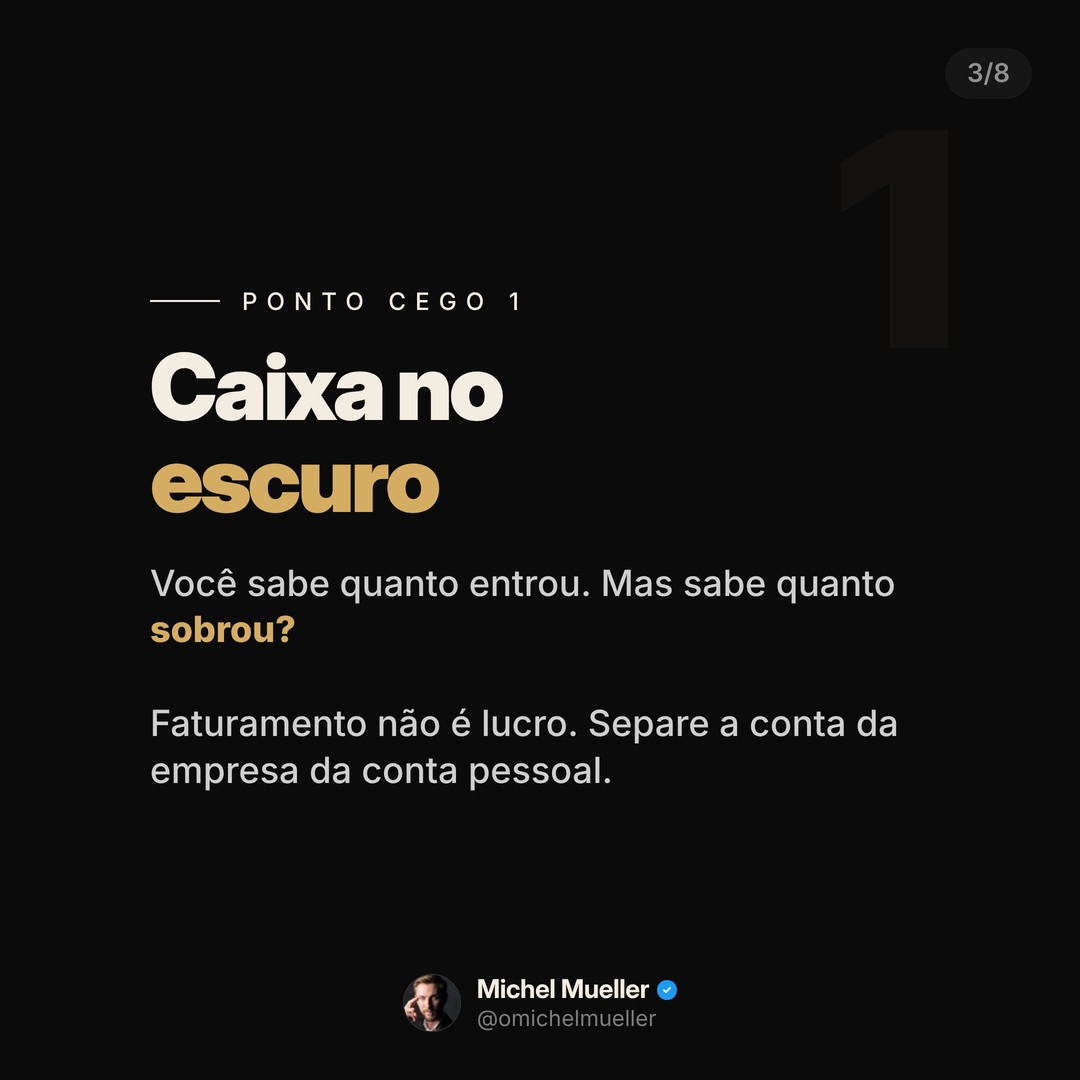 3/8
1
PONTO CEGO 1
Caixa no
escuro
Você sabe quanto entrou. Mas sabe quanto
sobrou?
Faturamento não é lucro. Separe a conta da
empresa da conta pessoal.
Michel Mueller
@omichelmueller